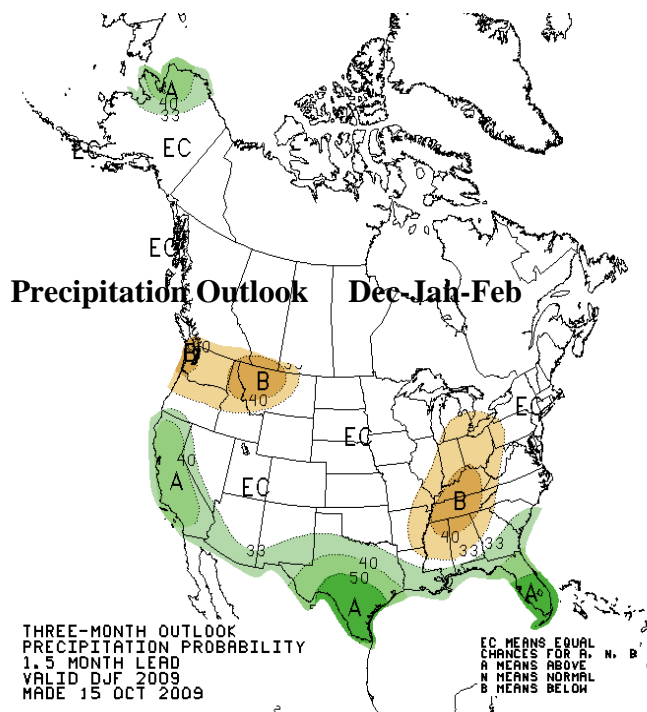 A
40
33
EC
EC
EC
Precipitation Outlook Dec-Jan-Feb
B
B
40
EC
EC
40
A
EC
B
40
33
33
33
40
50
A
A
THREE-MONTH OUTLOOK
PRECIPITATION PROBABILITY
1.5 MONTH LEAD
VALID DJF 2009
MADE 15 OCT 2009
EC MEANS EQUAL
CHANCES FOR A, N, B
A MEANS ABOVE
N MEANS NORMAL
B MEANS BELOW